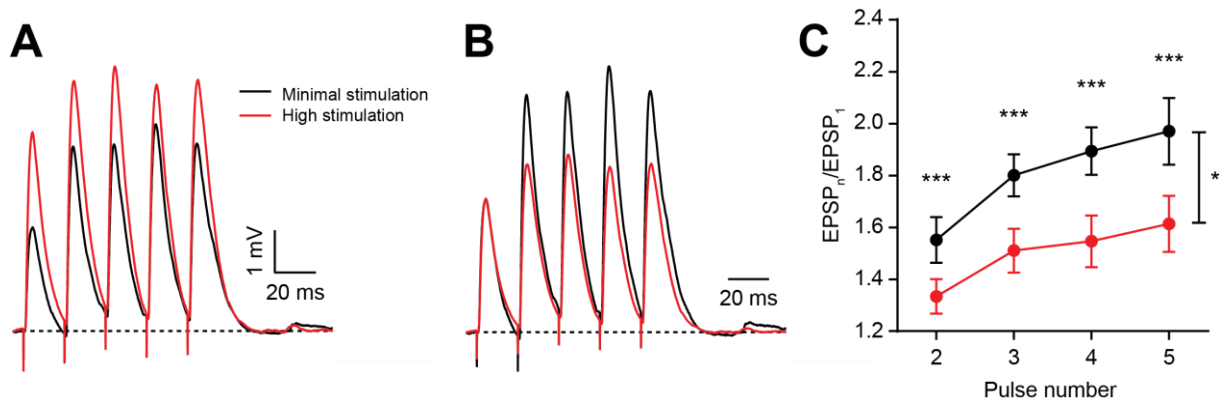 A
Minimal stimulation
High stimulation
1 mV
20 ms
B
20 ms
C
EPSPn/EPSP1
2.4
2.2
2.0
1.8
1.6
1.4
1.2
***
***
***
***
*
2 3 4 5
Pulse number